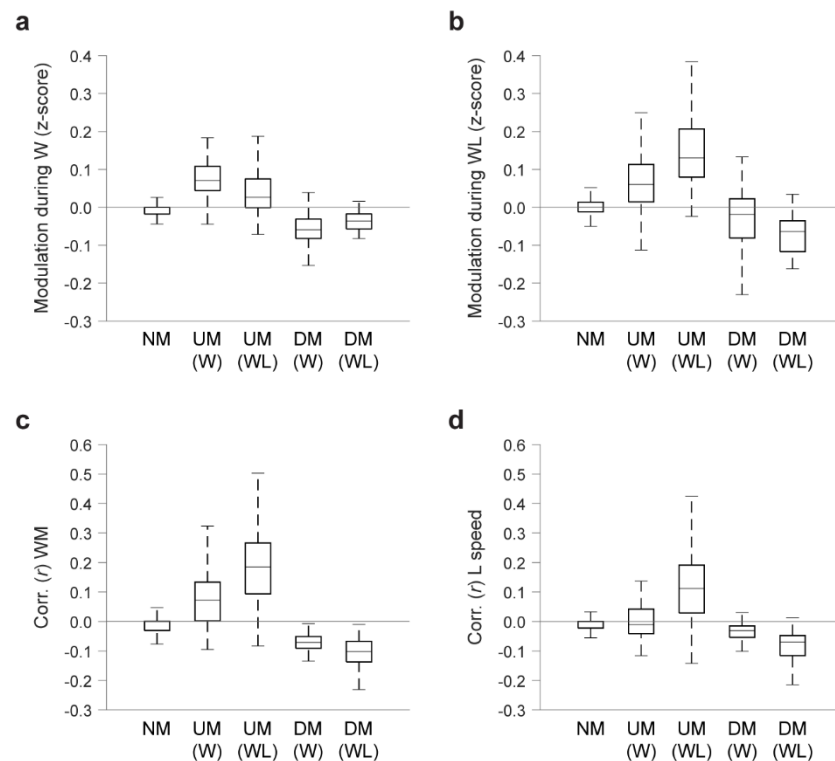 a
Modulation during W (z-score)
0.4
0.3
0.2
0.1
0.0
-0.1
-0.2
-0.3
NM UM DM UM DM
(W) (WL) (W) (WL)
b
Modulation during WL (z-score)
0.4
0.3
0.2
0.1
0.0
-0.1
-0.2
-0.3
NM UM UM DM DM
(W) (WL) (W) (WL)
c
Corr. (r) WM
0.6
0.5
0.4
0.3
0.2
0.1
0.0
-0.1
-0.2
-0.3
NM UM UM DM DM
(W) (WL) (W) (WL)
d
Corr. (r) L speed
0.6
0.5
0.4
0.3
0.2
0.1
0.0
-0.1
-0.2
-0.3
NM UM UM DM DM
(W) (WL) (W) (WL)